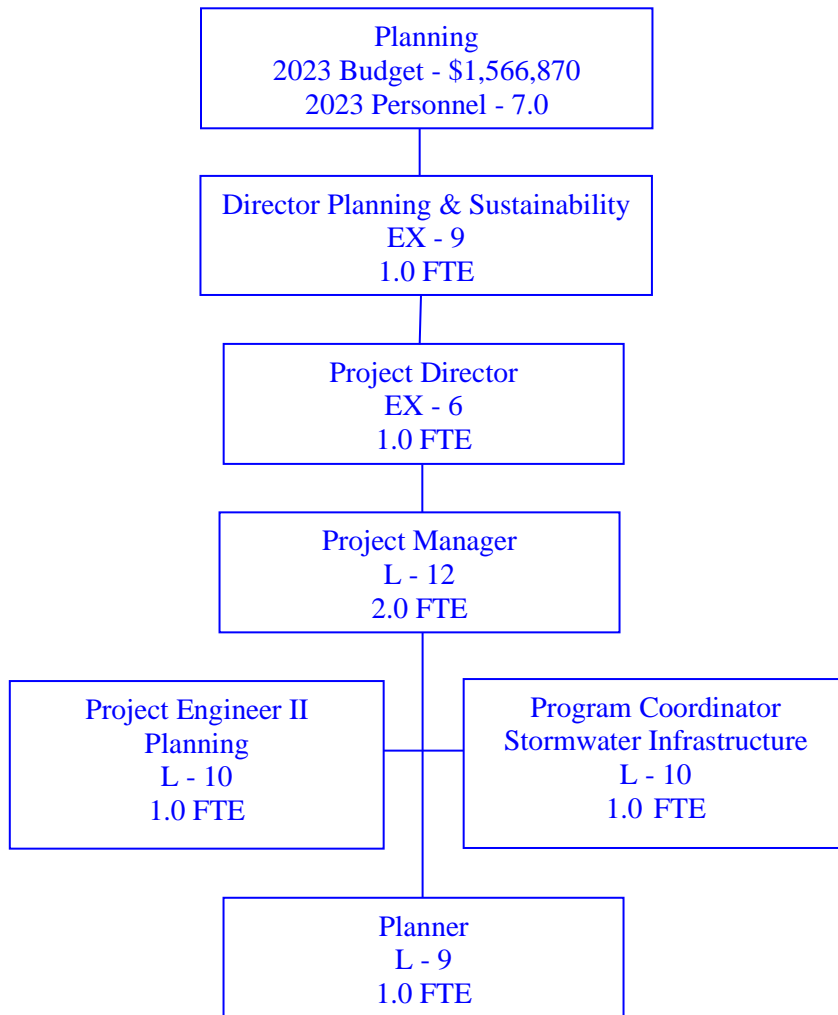 Planning
2023 Budget - $1,566,870
2023 Personnel - 7.0
Director Planning & Sustainability
EX - 9
1.0 FTE
Project Director
EX - 6
1.0 FTE
Project Manager
L - 12
2.0 FTE
Project Engineer II
Planning
L - 10
1.0 FTE
Program Coordinator
Stormwater Infrastructure
L - 10
1.0 FTE
Planner
L - 9
1.0 FTE